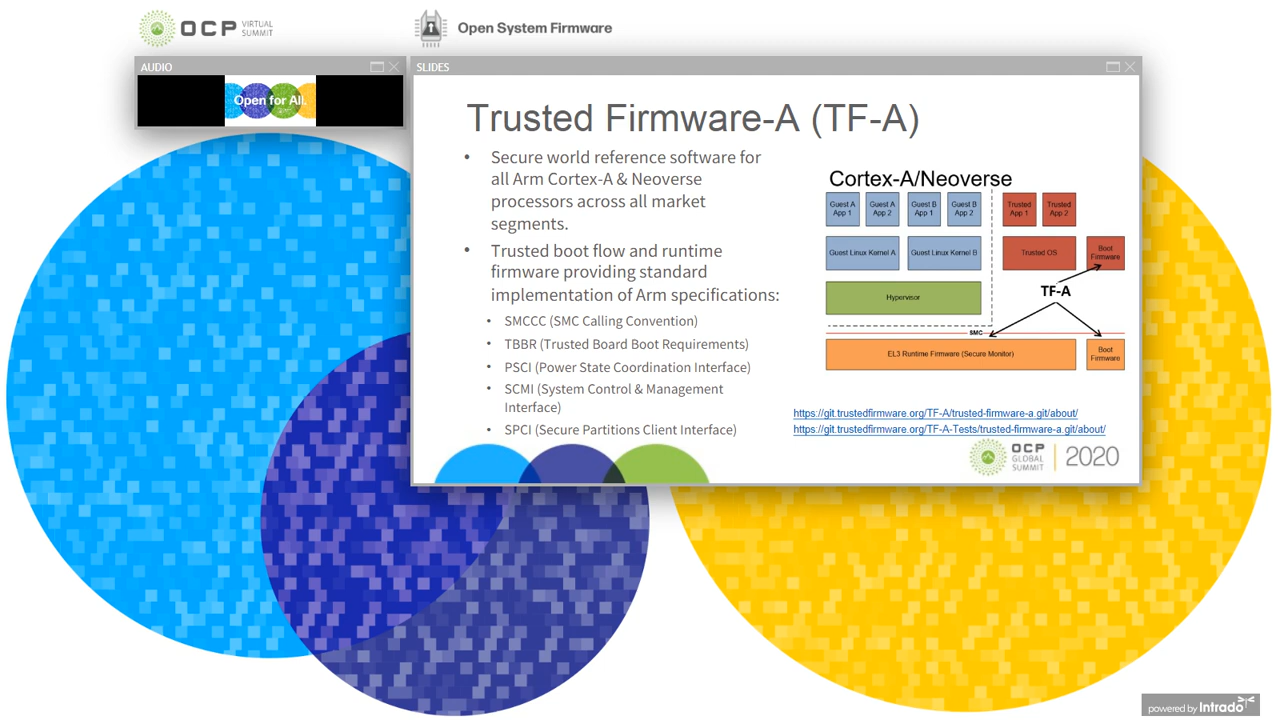 OCP VIRTUAL SUMMIT
Open System Firmware
AUDIO
Open for All.
SLIDES
Trusted Firmware-A (TF-A)
• Secure world reference software for
all Arm Cortex-A & Neoverse
processors across all market
segments.
• Trusted boot flow and runtime
firmware providing standard
implementation of Arm specifications:
• SMCCC (SMC Calling Convention)
• TBBR (Trusted Board Boot Requirements)
• PSCI (Power State Coordination Interface)
• SCMI (System Control & Management
Interface)
• SPCI (Secure Partitions Client Interface)
Cortex-A/Neoverse
Guest A
App 1
Guest A
App 2
Guest B
App 1
Guest B
App 2
Trusted
App 1
Trusted
App 2
Guest Linux Kernel A
Guest Linux Kernel B
Trusted OS
Boot
Firmware
Hypervisor
TF-A
SMC
EL3 Runtime Firmware (Secure Monitor)
Boot
Firmware
https://git.trustedfirmware.org/TF-A/trusted-firmware-a.git/about/
https://git.trustedfirmware.org/TF-A-Tests/trusted-firmware-a.git/about/
OCP
GLOBAL
SUMMIT
2020
powered by Intrado